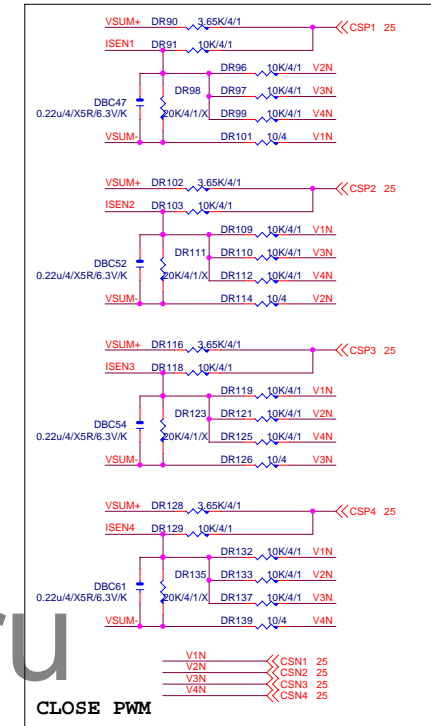 VSUM+ DR90 3.65K/4/1 CSP1 25
ISEN1 DR91 10K/4/1
DR96 10K/4/1 V2N
DR98 DR97 10K/4/1 V3N
DBC47
0.22u/4/X5R/6.3V/K 20K/4/1/X DR99 10K/4/1 V4N
VSUM- DR101 10/4 V1N
VSUM+ DR102 3.65K/4/1 CSP2 25
ISEN2 DR103 10K/4/1
DR109 10K/4/1 V1N
DR111 DR110 10K/4/1 V3N
DBC52
0.22u/4/X5R/6.3V/K 20K/4/1/X DR112 10K/4/1 V4N
VSUM- DR114 10/4 V2N
VSUM+ DR116 3.65K/4/1 CSP3 25
ISEN3 DR118 10K/4/1
DR119 10K/4/1 V1N
DR123 DR121 10K/4/1 V2N
DBC54
0.22u/4/X5R/6.3V/K 20K/4/1/X DR125 10K/4/1 V4N
VSUM- DR126 10/4 V3N
VSUM+ DR128 3.65K/4/1 CSP4 25
ISEN4 DR129 10K/4/1
DR132 10K/4/1 V1N
DR135 DR133 10K/4/1 V2N
DBC61
0.22u/4/X5R/6.3V/K 20K/4/1/X DR137 10K/4/1 V3N
VSUM- DR139 10/4 V4N
V1N CSN1 25
V2N CSN2 25
V3N CSN3 25
V4N CSN4 25
ru
CLOSE PWM